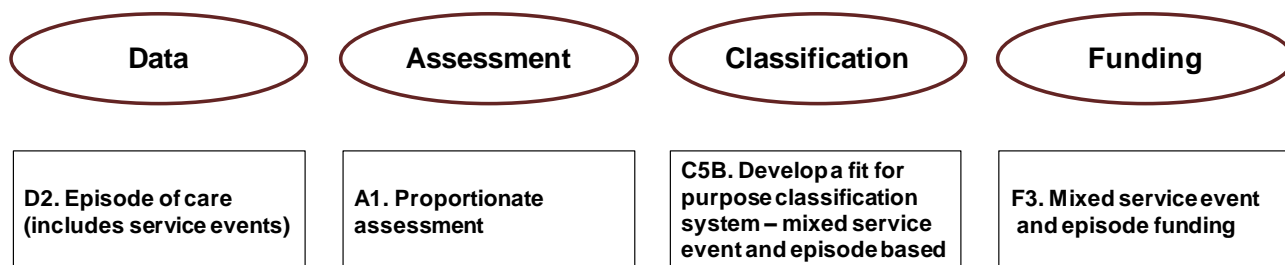 Data
Assessment
Classification
Funding
D2. Episode of care
(includes service events)
A1. Proportionate
assessment
C5B. Develop a fit for
purpose classification
system – mixed service
event and episode based
F3. Mixed service event
and episode funding